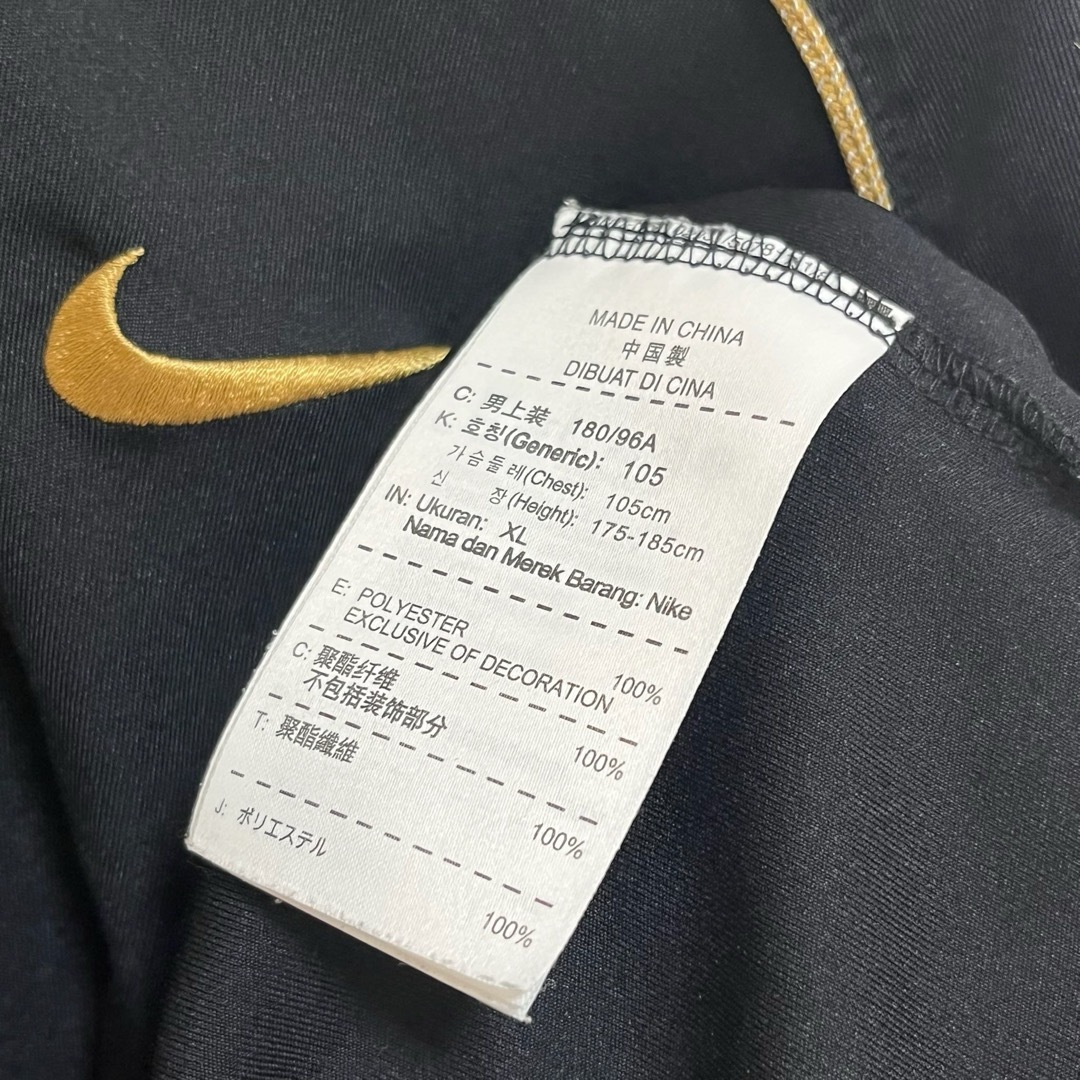 MADE IN CHINA
中国製
DIBUAT DI CINA
C: 男上装 180/96A
K: 호칭(Generic): 105
가슴둘레(Chest): 105cm
신 장(Height): 175-185cm
IN: Ukuran: XL
Nama dan Merek Barang: Nike
E: POLYESTER 100%
EXCLUSIVE OF DECORATION
C: 聚酯纤维 100%
不包括装饰部分
T: 聚酯纖維 100%
J: ポリエステル 100%